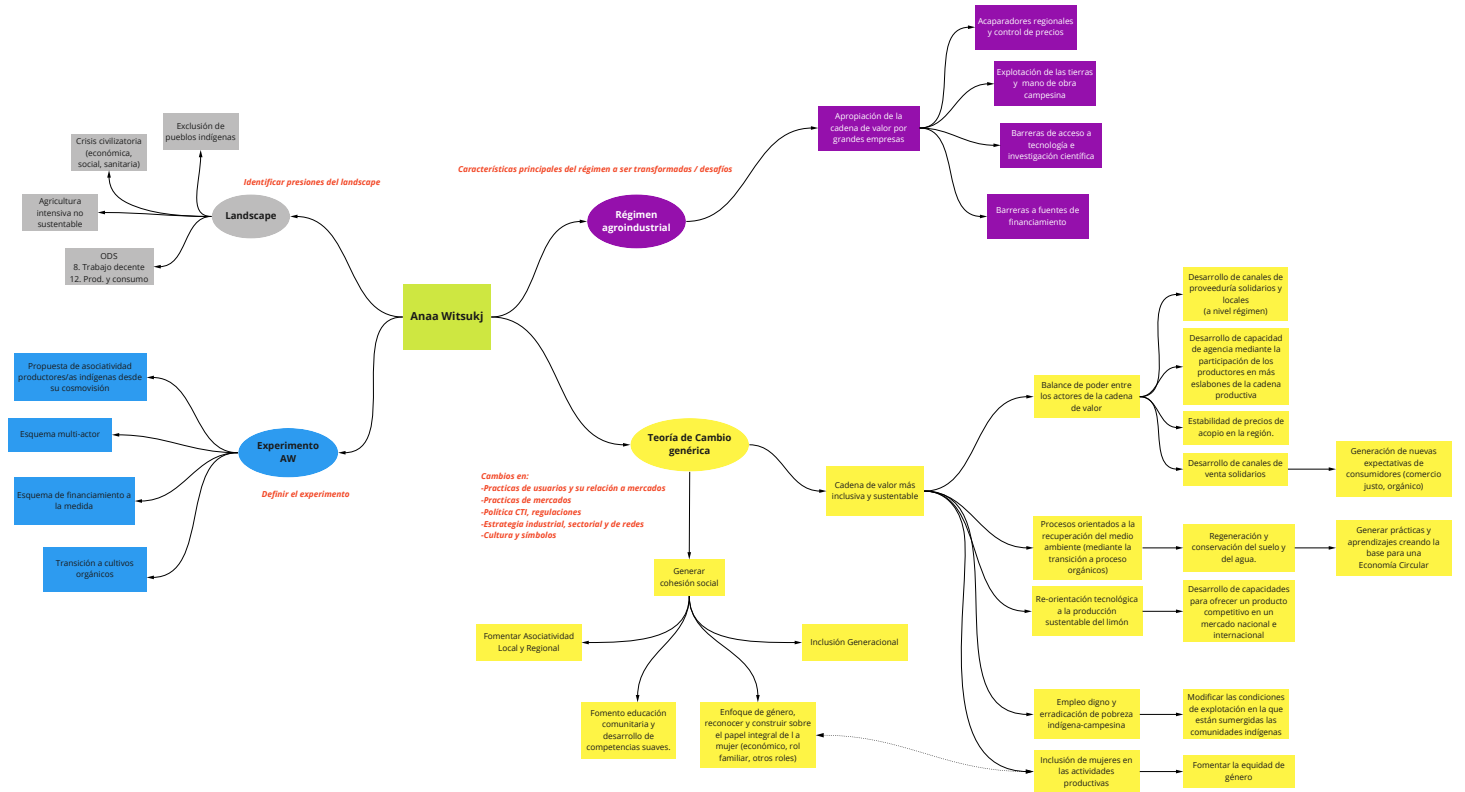 Acaparadores regionales
y control de precios
Explotación de las tierras
y mano de obra
campesina
Apropiación de la
cadena de valor por
grandes empresas
Barreras de acceso a
tecnología e
investigación científica
Barreras a fuentes de
financiamiento
Características principales del régimen a ser transformadas / desafíos
Régimen
agroindustrial
Exclusión de
pueblos indígenas
Crisis civilizatoria
(económica,
social, sanitaria)
Identificar presiones del landscape
Agricultura
intensiva no
sustentable
Landscape
ODS
8. Trabajo decente
12. Prod. y consumo
Anaa Witsukj
Propuesta de asociatividad
productores/as indígenas desde
su cosmovisión
Esquema multi-actor
Experimento
AW
Esquema de financiamiento a
la medida
Definir el experimento
Transición a cultivos
orgánicos
Teoría de Cambio
genérica
Cambios en:
-Practicas de usuarios y su relación a mercados
-Practicas de mercados
-Política CTI, regulaciones
-Estrategia industrial, sectorial y de redes
-Cultura y símbolos
Generar
cohesión social
Fomentar Asociatividad
Local y Regional
Inclusión Generacional
Fomento educación
comunitaria y
desarrollo de
competencias suaves.
Enfoque de género,
reconocer y construir sobre
el papel integral de l a
mujer (económico, rol
familiar, otros roles)
Cadena de valor más
inclusiva y sustentable
Balance de poder entre
los actores de la cadena
de valor
Desarrollo de canales de
proveeduría solidarios y
locales
(a nivel régimen)
Desarrollo de capacidad
de agencia mediante la
participación de los
productores en más
eslabones de la cadena
productiva
Estabilidad de precios de
acopio en la región.
Desarrollo de canales de
venta solidarios
Generación de nuevas
expectativas de
consumidores (comercio
justo, orgánico)
Procesos orientados a la
recuperación del medio
ambiente (mediante la
transición a proceso
orgánicos)
Regeneración y
conservación del suelo y
del agua.
Generar prácticas y
aprendizajes creando la
base para una
Economía Circular
Re-orientación tecnológica
a la producción
sustentable del limón
Desarrollo de capacidades
para ofrecer un producto
competitivo en un
mercado nacional e
internacional
Empleo digno y
erradicación de pobreza
indígena-campesina
Modificar las condiciones
de explotación en la que
están sumergidas las
comunidades indígenas
Inclusión de mujeres en
las actividades
productivas
Fomentar la equidad de
género